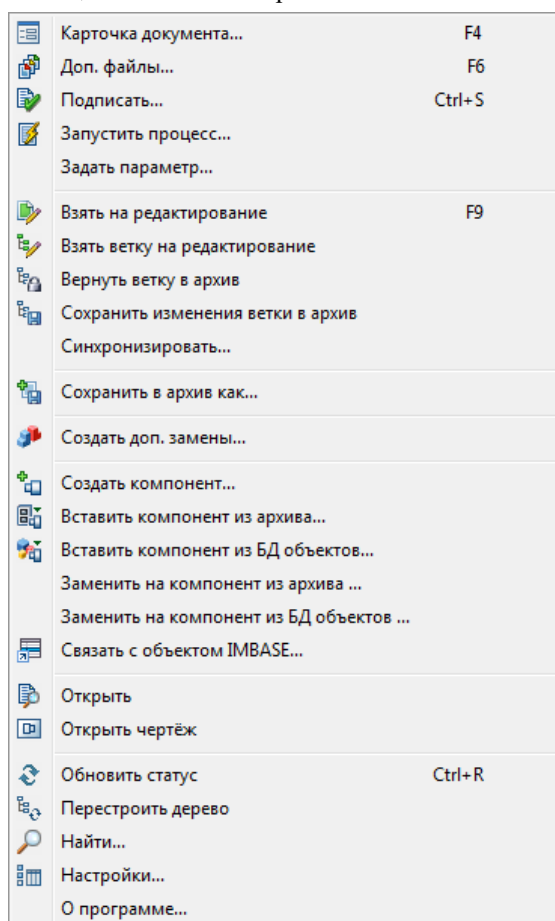 Карточка документа... F4
Доп. файлы... F6
Подписать... Ctrl+S
Запустить процесс...
Задать параметр...
Взять на редактирование F9
Взять ветку на редактирование
Вернуть ветку в архив
Сохранить изменения ветки в архив
Синхронизировать...
Сохранить в архив как...
Создать доп. замены...
Создать компонент...
Вставить компонент из архива...
Вставить компонент из БД объектов...
Заменить на компонент из архива ...
Заменить на компонент из БД объектов ...
Связать с объектом IMBASE...
Открыть
Открыть чертёж
Обновить статус Ctrl+R
Перестроить дерево
Найти...
Настройки...
О программе...